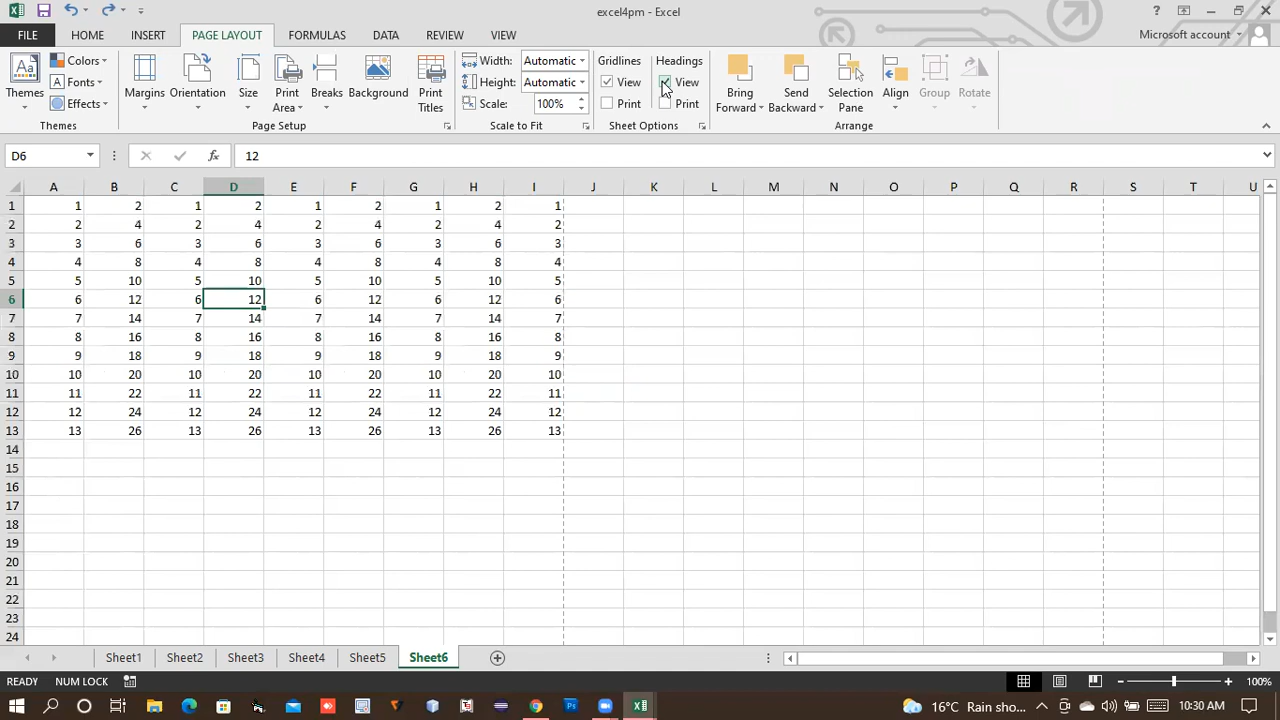 excel4pm - Excel
?
FILE HOME INSERT PAGE LAYOUT FORMULAS DATA REVIEW VIEW Microsoft account
Aa
Themes
Colors
Fonts
Effects
Themes
Margins Orientation Size Print Area Breaks Background Print Titles
Page Setup
Width: Automatic
Height: Automatic
Scale: 100%
Scale to Fit
Gridlines Headings
View View
Print Print
Sheet Options
Bring Forward Send Backward Selection Pane Align Group Rotate
Arrange
D6 fx 12
A B C D E F G H I J K L M N O P Q R S T U
1 1 2 1 2 1 2 1 2 1
2 2 4 2 4 2 4 2 4 2
3 3 6 3 6 3 6 3 6 3
4 4 8 4 8 4 8 4 8 4
5 5 10 5 10 5 10 5 10 5
6 6 12 6 12 6 12 6 12 6
7 7 14 7 14 7 14 7 14 7
8 8 16 8 16 8 16 8 16 8
9 9 18 9 18 9 18 9 18 9
10 10 20 10 20 10 20 10 20 10
11 11 22 11 22 11 22 11 22 11
12 12 24 12 24 12 24 12 24 12
13 13 26 13 26 13 26 13 26 13
14
15
16
17
18
19
20
21
22
23
24
Sheet1 Sheet2 Sheet3 Sheet4 Sheet5 Sheet6
READY NUM LOCK 100%
16°C Rain sho... 10:30 AM